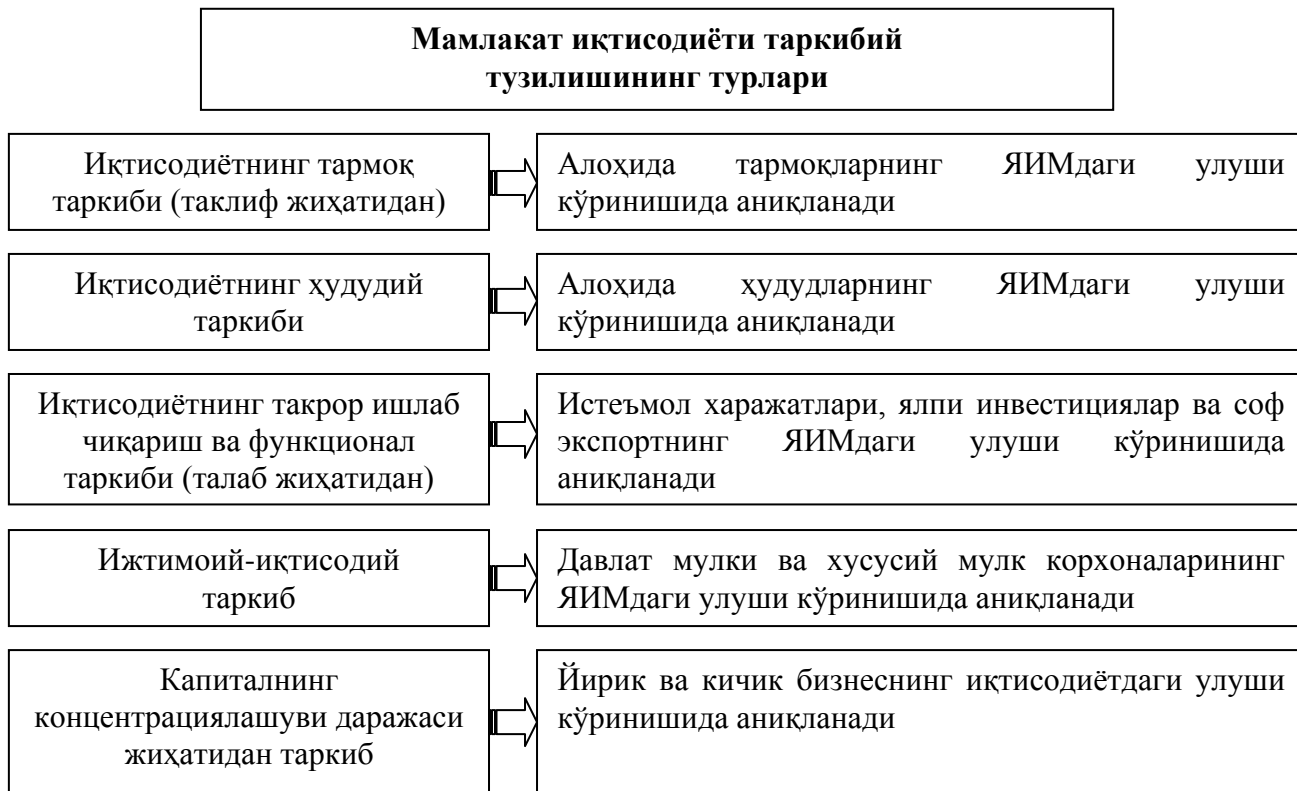 Мамлакат иқтисодиёти таркибий
тузилишининг турлари
Иқтисодиётнинг тармоқ
таркиби (таклиф жиҳатидан)
Алоҳида тармоқларнинг ЯИМдаги улуши
кўринишида аниқланади
Иқтисодиётнинг ҳудудий
таркиби
Алоҳида ҳудудларнинг ЯИМдаги улуши
кўринишида аниқланади
Иқтисодиётнинг такрор ишлаб
чиқариш ва функционал
таркиби (талаб жиҳатидан)
Истеъмол харажатлари, ялпи инвестициялар ва соф
экспортнинг ЯИМдаги улуши кўринишида
аниқланади
Ижтимоий-иқтисодий
таркиб
Давлат мулки ва хусусий мулк корхоналарининг
ЯИМдаги улуши кўринишида аниқланади
Капиталнинг
концентрациялашуви даражаси
жиҳатидан таркиб
Йирик ва кичик бизнеснинг иқтисодиётдаги улуши
кўринишида аниқланади